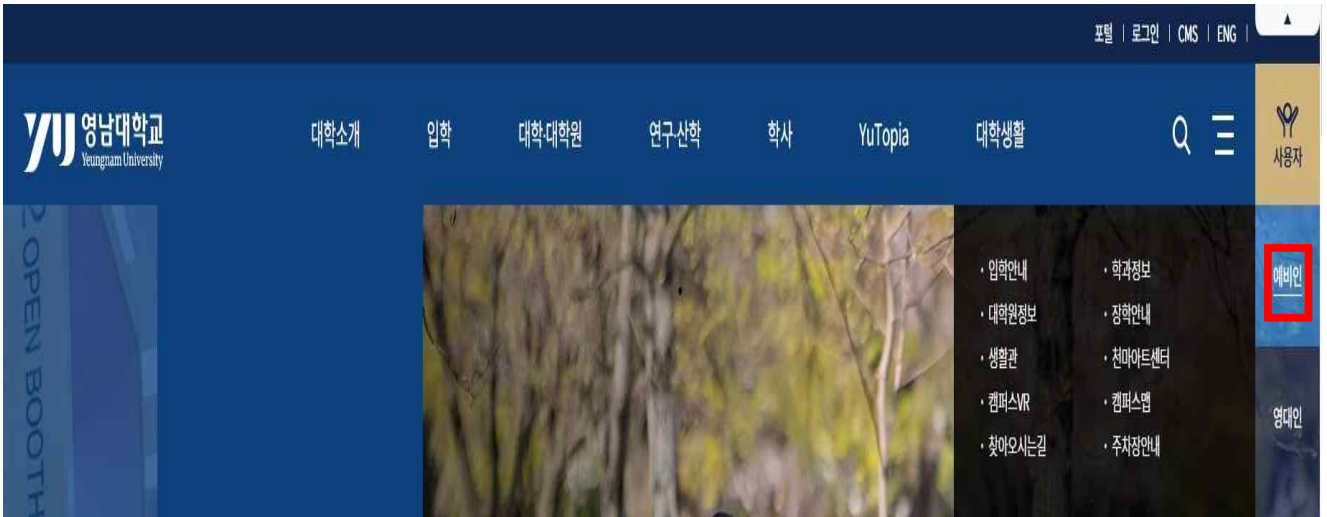 포털 | 로그인 | CMS | ENG |
▲
YU 영남대학교
Yeungnam University
대학소개 입학 대학·대학원 연구·산학 학사 YuTopia 대학생활
사용자
2 OPEN BOOTH
· 입학안내 · 학과정보
· 대학원정보 · 장학안내
· 생활관 · 천마아트센터
· 캠퍼스VR · 캠퍼스맵
· 찾아오시는길 · 주차장안내
예비인
영대인